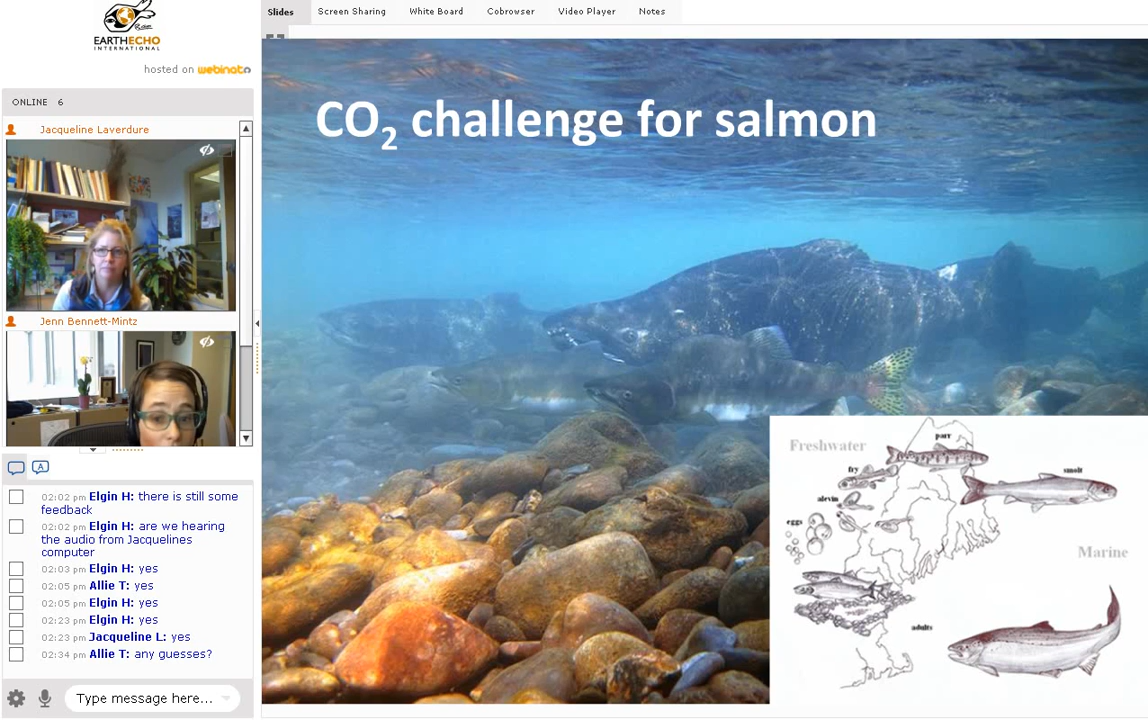 EARTHECHO
INTERNATIONAL
hosted on webinato
ONLINE 6
Jacqueline Laverdure
Jenn Bennett-Mintz
02:02 pm Elgin H: there is still some
feedback
02:02 pm Elgin H: are we hearing
the audio from Jacquelines
computer
02:03 pm Elgin H: yes
02:05 pm Allie T: yes
02:05 pm Elgin H: yes
02:23 pm Elgin H: yes
02:23 pm Jacqueline L: yes
02:34 pm Allie T: any guesses?
Type message here...
Slides Screen Sharing White Board Cobrowser Video Player Notes
CO2 challenge for salmon
Freshwater
parr
fry
smolt
alevin
eggs
Marine
adults